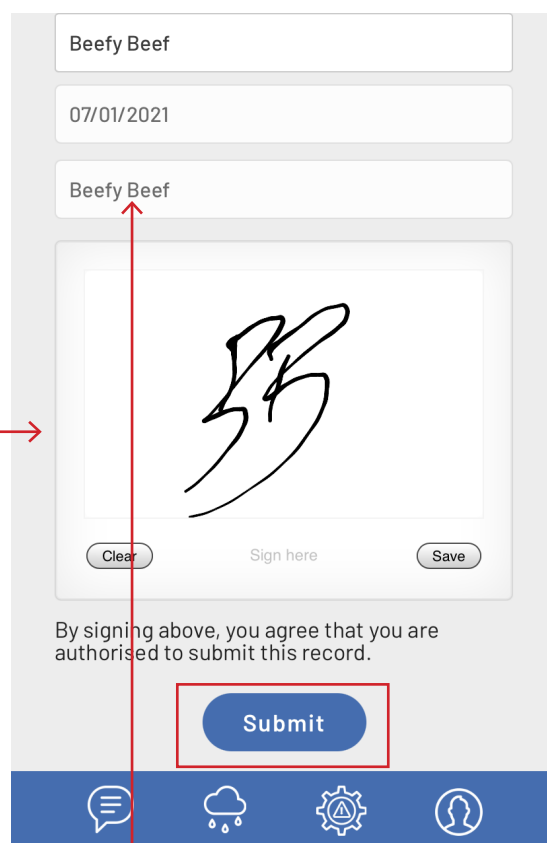 Beefy Beef
07/01/2021
Beefy Beef
Clear
Sign here
Save
By signing above, you agree that you are
authorised to submit this record.
Submit